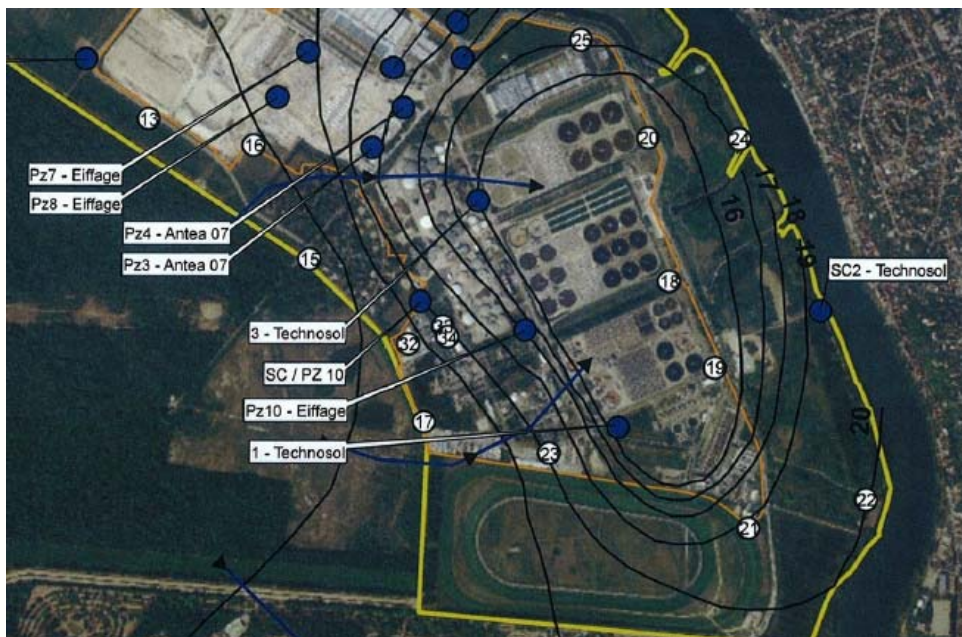 25
13
20
24
16
Pz7 - Eiffage
17
Pz8 - Eiffage
16
18
Pz4 - Antea 07
19
15
Pz3 - Antea 07
SC2 - Technosol
18
3 - Technosol
32
34
SC / PZ 10
19
Pz10 - Eiffage
17
20
1 - Technosol
23
22
21